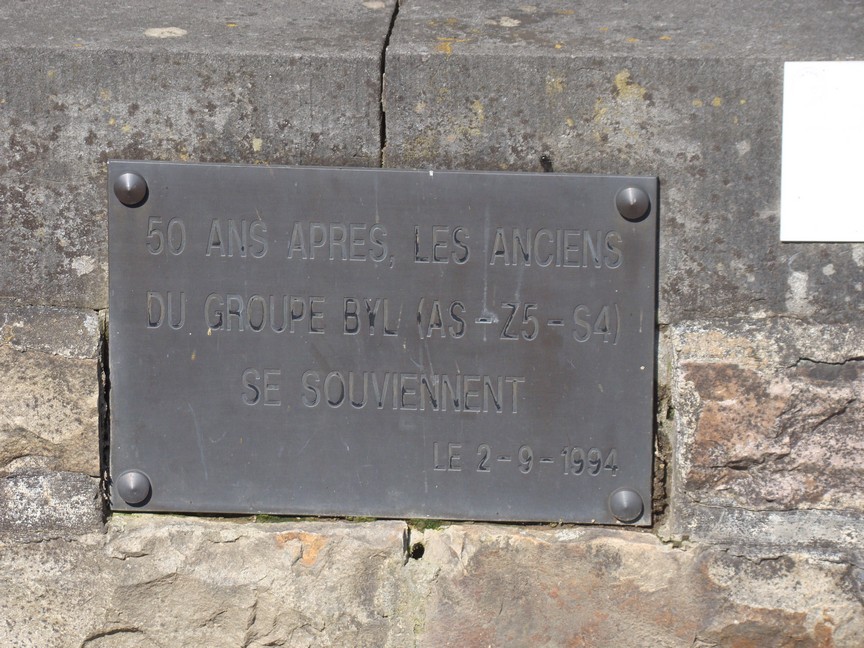 50 ANS APRES, LES ANCIENS
DU GROUPE BYL (AS-Z5-S4)
SE SOUVIENNENT
LE 2-9-1994